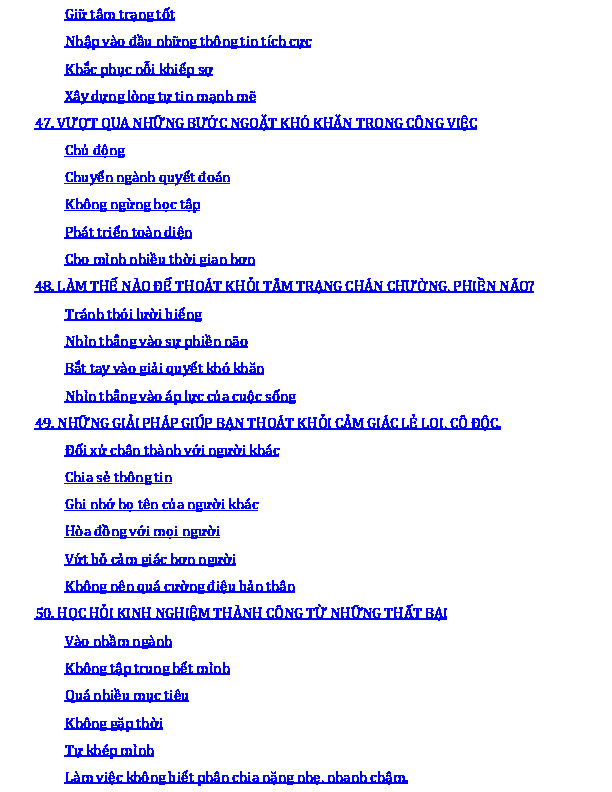 Giữ tâm trạng tốt
Nhập vào đầu những thông tin tích cực
Khắc phục nỗi khiếp sợ
Xây dựng lòng tự tin mạnh mẽ
47. VƯỢT QUA NHỮNG BƯỚC NGOẶT KHÓ KHĂN TRONG CÔNG VIỆC
Chủ động
Chuyển ngành quyết đoán
Không ngừng học tập
Phát triển toàn diện
Cho mình nhiều thời gian hơn
48. LÀM THẾ NÀO ĐỂ THOÁT KHỎI TÂM TRẠNG CHÁN CHƯỜNG, PHIỀN NÃO?
Tránh thói lười biếng
Nhìn thẳng vào sự phiền não
Bắt tay vào giải quyết khó khăn
Nhìn thẳng vào áp lực của cuộc sống
49. NHỮNG GIẢI PHÁP GIÚP BẠN THOÁT KHỎI CẢM GIÁC LẺ LOI, CÔ ĐỘC.
Đối xử chân thành với người khác
Chia sẻ thông tin
Ghi nhớ họ tên của người khác
Hòa đồng với mọi người
Vứt bỏ cảm giác hơn người
Không nên quá cường điệu bản thân
50. HỌC HỎI KINH NGHIỆM THÀNH CÔNG TỪ NHỮNG THẤT BẠI
Vào nhầm ngành
Không tập trung hết mình
Quá nhiều mục tiêu
Không gặp thời
Tự khép mình
Làm việc không biết phân chia nặng nhẹ, nhanh chậm.